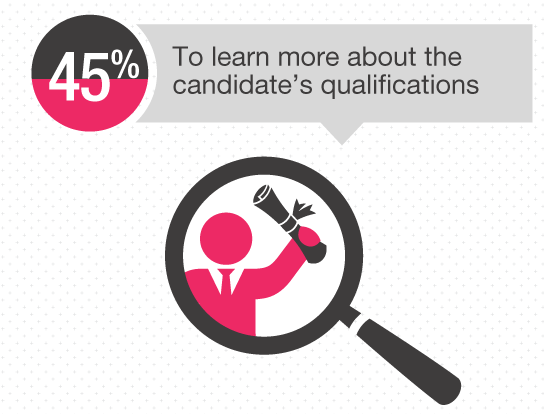 45%
To learn more about the
candidate's qualifications